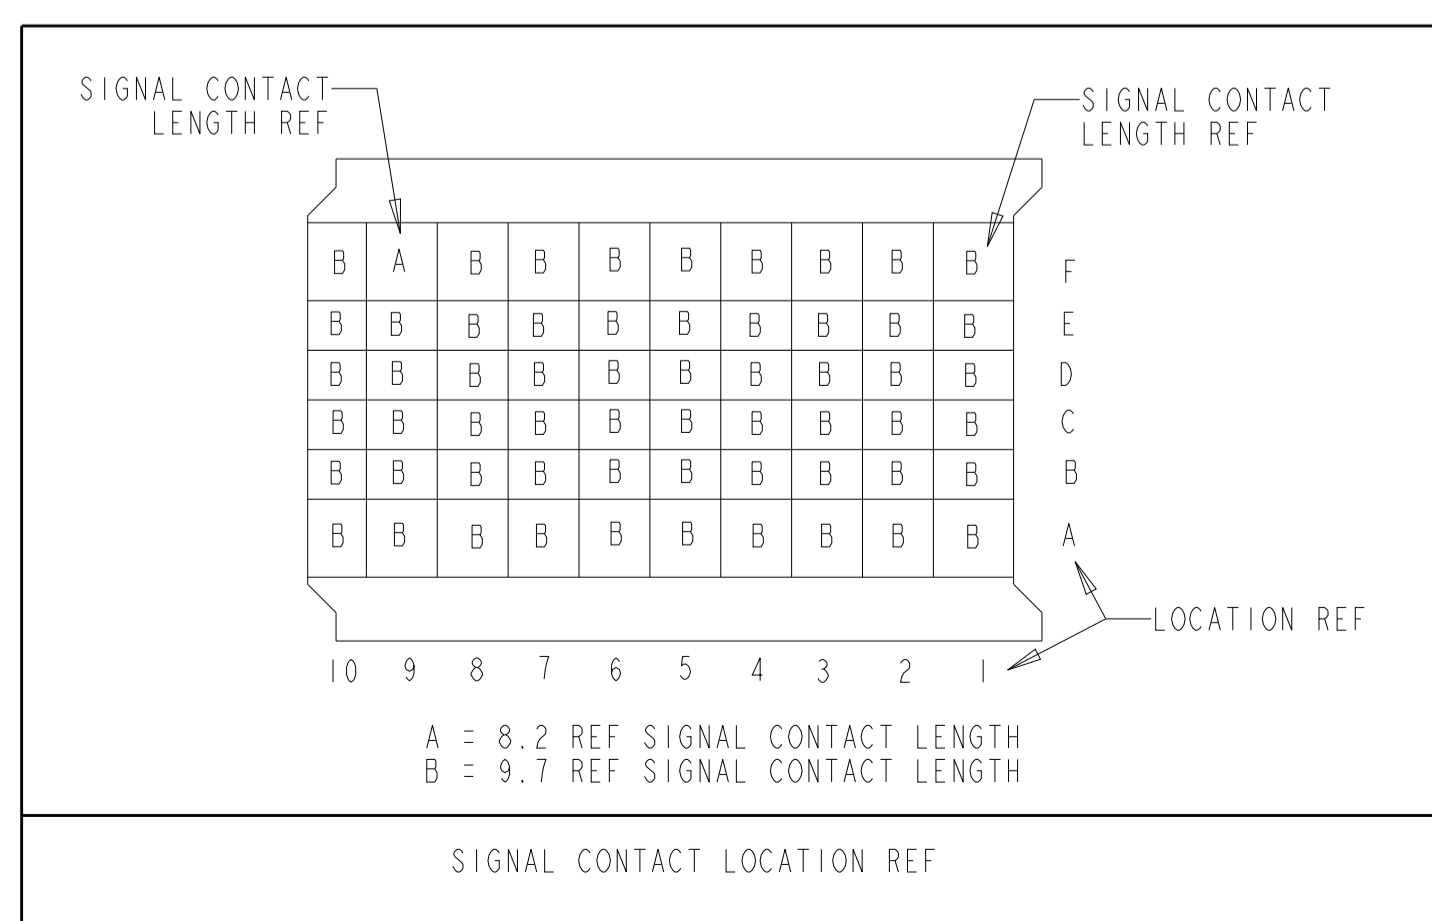 SIGNAL CONTACT
LENGTH REF
SIGNAL CONTACT
LENGTH REF
B A B B B B B B B B F
B B B B B B B B B B E
B B B B B B B B B B D
B B B B B B B B B B C
B B B B B B B B B B B
B B B B B B B B B B A
LOCATION REF
10 9 8 7 6 5 4 3 2 1
A = 8.2 REF SIGNAL CONTACT LENGTH
B = 9.7 REF SIGNAL CONTACT LENGTH
SIGNAL CONTACT LOCATION REF